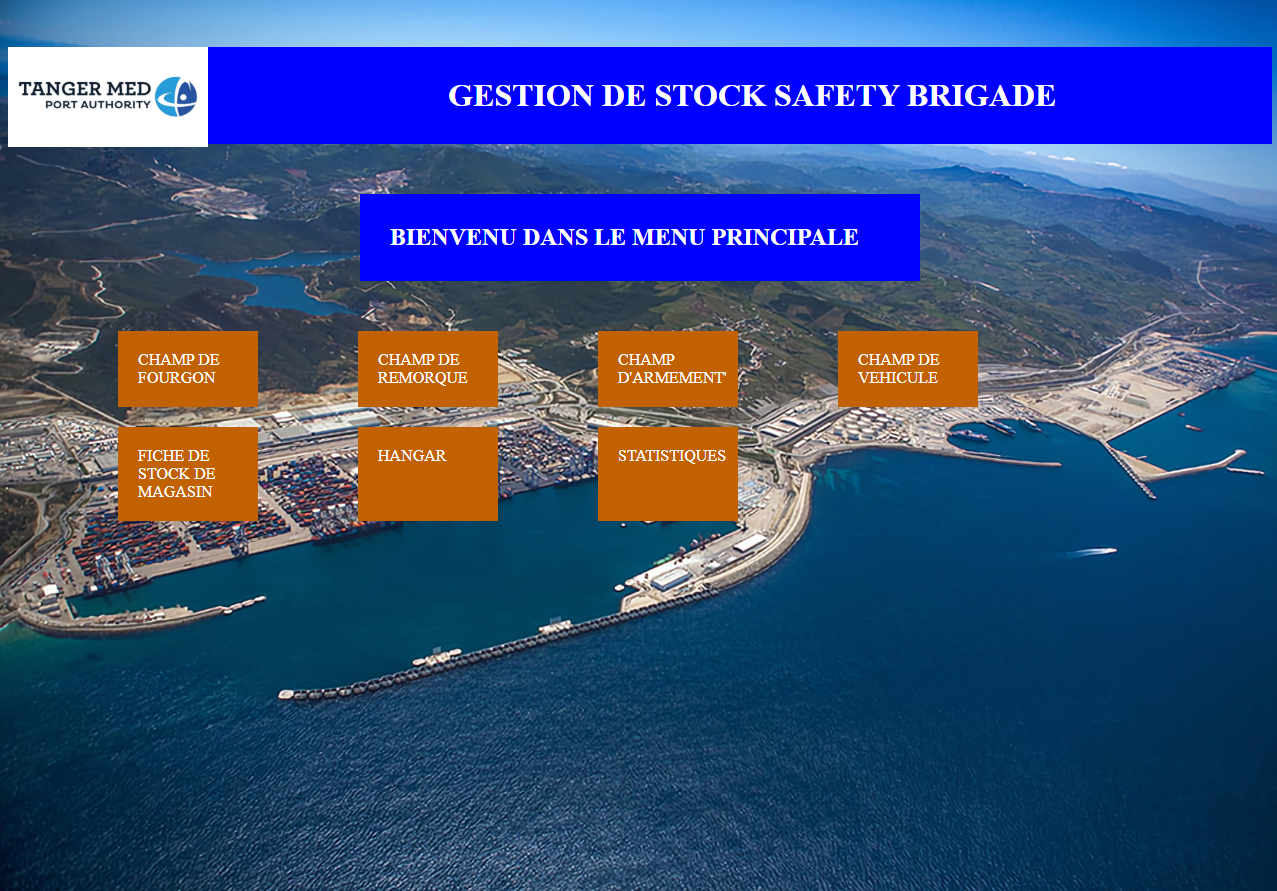 TANGER MED
PORT AUTHORITY
GESTION DE STOCK SAFETY BRIGADE
BIENVENU DANS LE MENU PRINCIPALE
CHAMP DE
FOURGON
CHAMP DE
REMORQUE
CHAMP
D'ARMEMENT'
CHAMP DE
VEHICULE
FICHE DE
STOCK DE
MAGASIN
HANGAR
STATISTIQUES